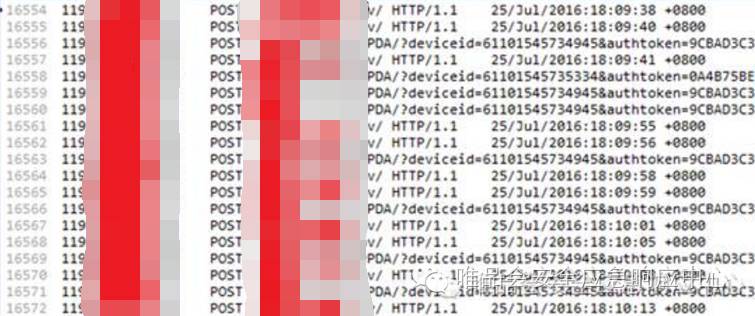 16554 119 POST v/ HTTP/1.1 25/Jul/2016:18:09:38 +0800
16555 119 POST v/ HTTP/1.1 25/Jul/2016:18:09:40 +0800
16556 119 POST PDA/?deviceid=61101545734945&authtoken=9CBAD3C3
16557 119 POST v/ HTTP/1.1 25/Jul/2016:18:09:41 +0800
16558 119 POST PDA/?deviceid=61101545735334&authtoken=0A4B75BE
16559 119 POST PDA/?deviceid=61101545734945&authtoken=9CBAD3C3
16560 119 POST PDA/?deviceid=61101545734945&authtoken=9CBAD3C3
16561 119 POST v/ HTTP/1.1 25/Jul/2016:18:09:55 +0800
16562 119 POST v/ HTTP/1.1 25/Jul/2016:18:09:56 +0800
16563 119 POST PDA/?deviceid=61101545734945&authtoken=9CBAD3C3
16564 119 POST v/ HTTP/1.1 25/Jul/2016:18:09:58 +0800
16565 119 POST v/ HTTP/1.1 25/Jul/2016:18:09:59 +0800
16566 119 POST PDA/?deviceid=61101545734945&authtoken=9CBAD3C3
16567 119 POST v/ HTTP/1.1 25/Jul/2016:18:10:01 +0800
16568 119 POST v/ HTTP/1.1 25/Jul/2016:18:10:05 +0800
16569 119 POST PDA/?deviceid=61101545734945&authtoken=9CBAD3C3
16570 119 POST v/ HTTP/1.1
16571 119 POST PDA/?deviceid=61101545734945&authtoken=9CBAD3C3
16572 119 POST v/ HTTP/1.1 25/Jul/2016:18:10:13 +0800
唯品会安全应急响应中心